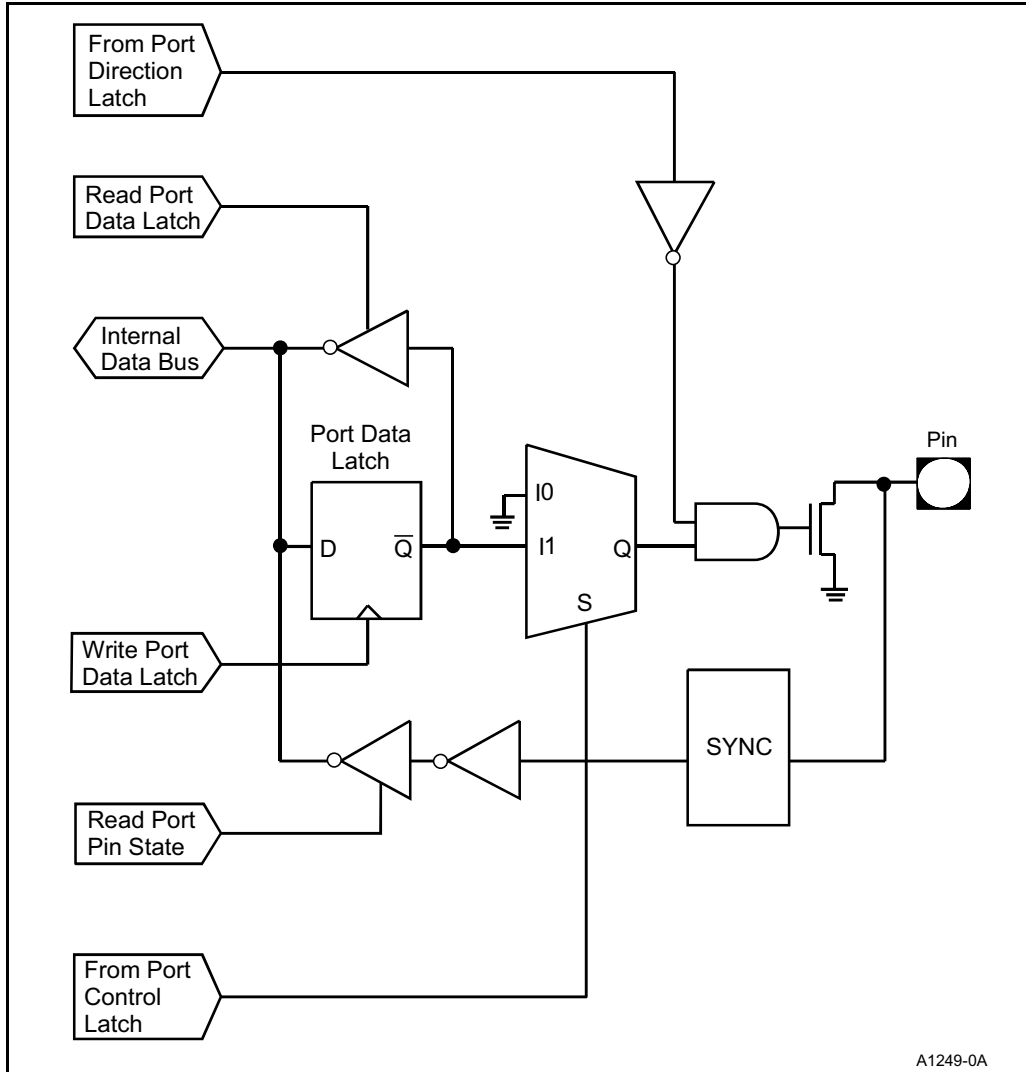 From Port
Direction
Latch
Read Port
Data Latch
Internal
Data Bus
Port Data
Latch
Pin
I0
D
Q̅
I1
Q
S
Write Port
Data Latch
SYNC
Read Port
Pin State
From Port
Control
Latch
A1249-0A